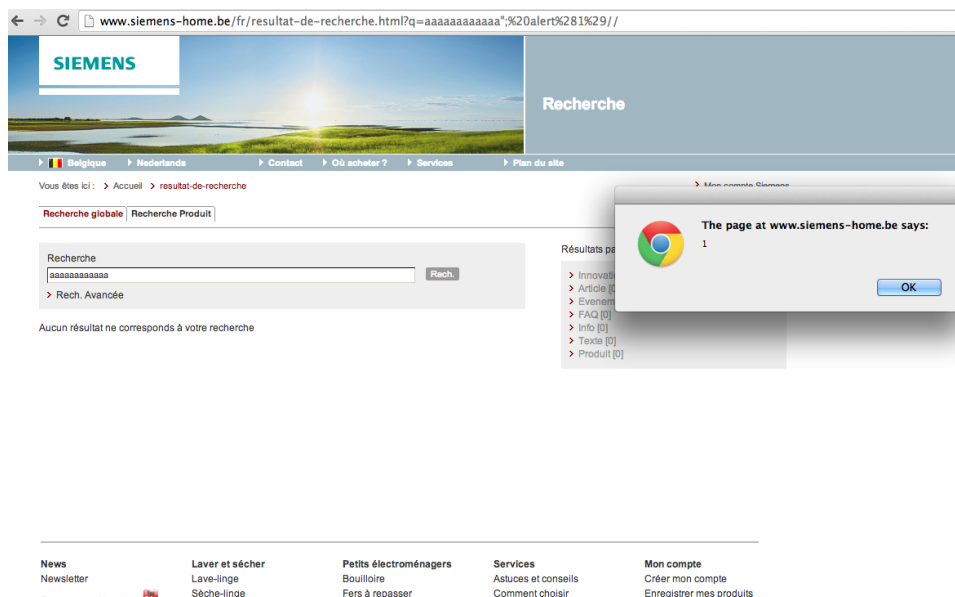 www.siemens-home.be/fr/resultat-de-recherche.html?q=aaaaaaaaaaaa";%20alert%281%29//
SIEMENS
Recherche
Belgique Nederlands Contact Où acheter ? Services Plan du site
Vous êtes ici : Accueil resultat-de-recherche
Mon compte Siemens
Recherche globale Recherche Produit
The page at www.siemens-home.be says:
1
OK
Recherche
aaaaaaaaaaaa Rech.
Rech. Avancée
Aucun résultat ne corresponds à votre recherche
Résultats
Article
FAQ [0]
Info [0]
Texte [0]
Produit [0]
News Laver et sécher Petits électroménagers Services Mon compte
Newsletter Lave-linge Bouilloire Astuces et conseils Créer mon compte
Sèche-linge Fers à repasser Comment choisir Enregistrer mes produits